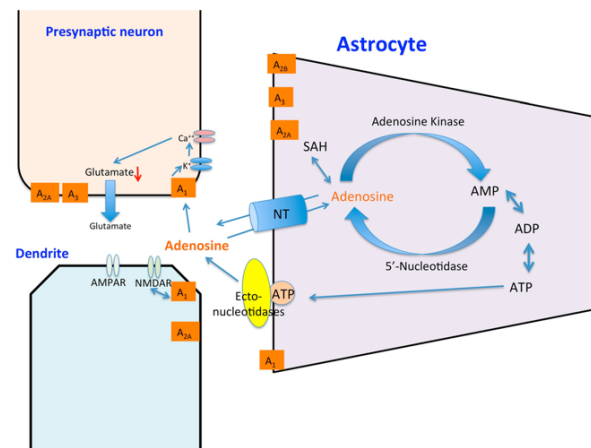 Presynaptic neuron
Astrocyte
A2B
A3
A2A
Ca++
K+
Glutamate
A2A
A3
A1
Glutamate
SAH
Adenosine Kinase
Adenosine
AMP
ADP
ATP
5’-Nucleotidase
NT
Adenosine
Dendrite
AMPAR
NMDAR
A1
A2A
Ecto-
nucleotidases
ATP
A1